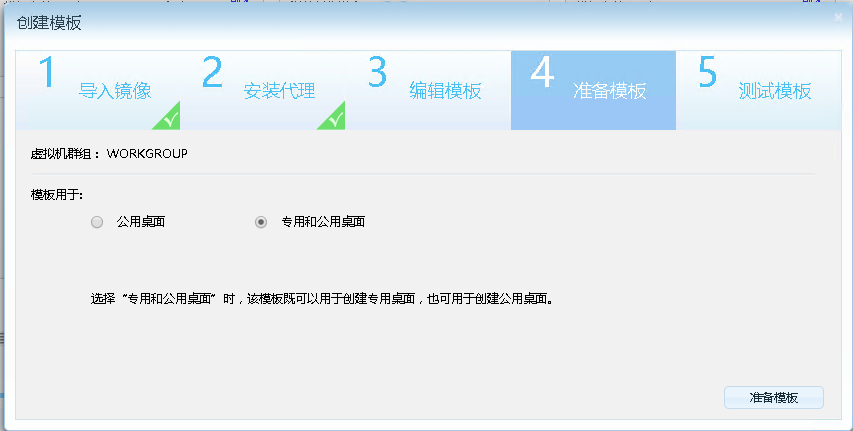 创建模板
1 导入镜像
2 安装代理
3 编辑模板
4 准备模板
5 测试模板
虚拟机群组： WORKGROUP
模板用于:
公用桌面 专用和公用桌面
选择 “专用和公用桌面” 时，该模板既可以用于创建专用桌面，也可用于创建公用桌面。
准备模板